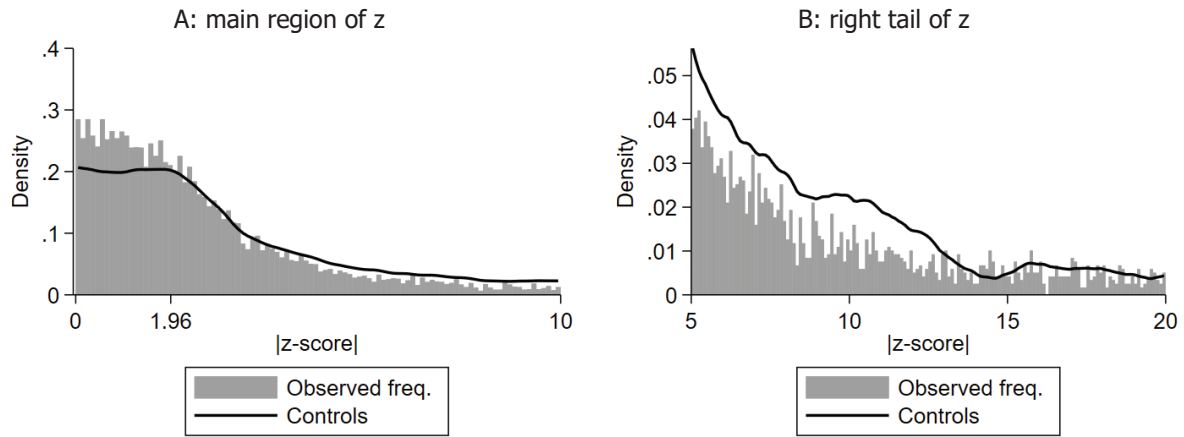 A: main region of z
.4
.3
.2
.1
0
Density
0
1.96
10
|z-score|
Observed freq.
Controls
B: right tail of z
.05
.04
.03
.02
.01
0
Density
5
10
15
20
|z-score|
Observed freq.
Controls